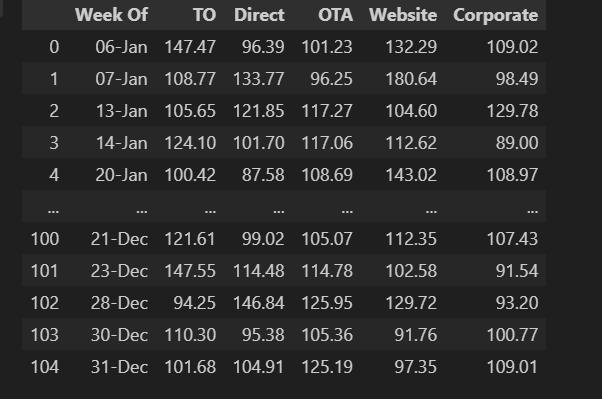 Week Of TO Direct OTA Website Corporate
0 06-Jan 147.47 96.39 101.23 132.29 109.02
1 07-Jan 108.77 133.77 96.25 180.64 98.49
2 13-Jan 105.65 121.85 117.27 104.60 129.78
3 14-Jan 124.10 101.70 117.06 112.62 89.00
4 20-Jan 100.42 87.58 108.69 143.02 108.97
... ... ... ... ... ... ...
100 21-Dec 121.61 99.02 105.07 112.35 107.43
101 23-Dec 147.55 114.48 114.78 102.58 91.54
102 28-Dec 94.25 146.84 125.95 129.72 93.20
103 30-Dec 110.30 95.38 105.36 91.76 100.77
104 31-Dec 101.68 104.91 125.19 97.35 109.01